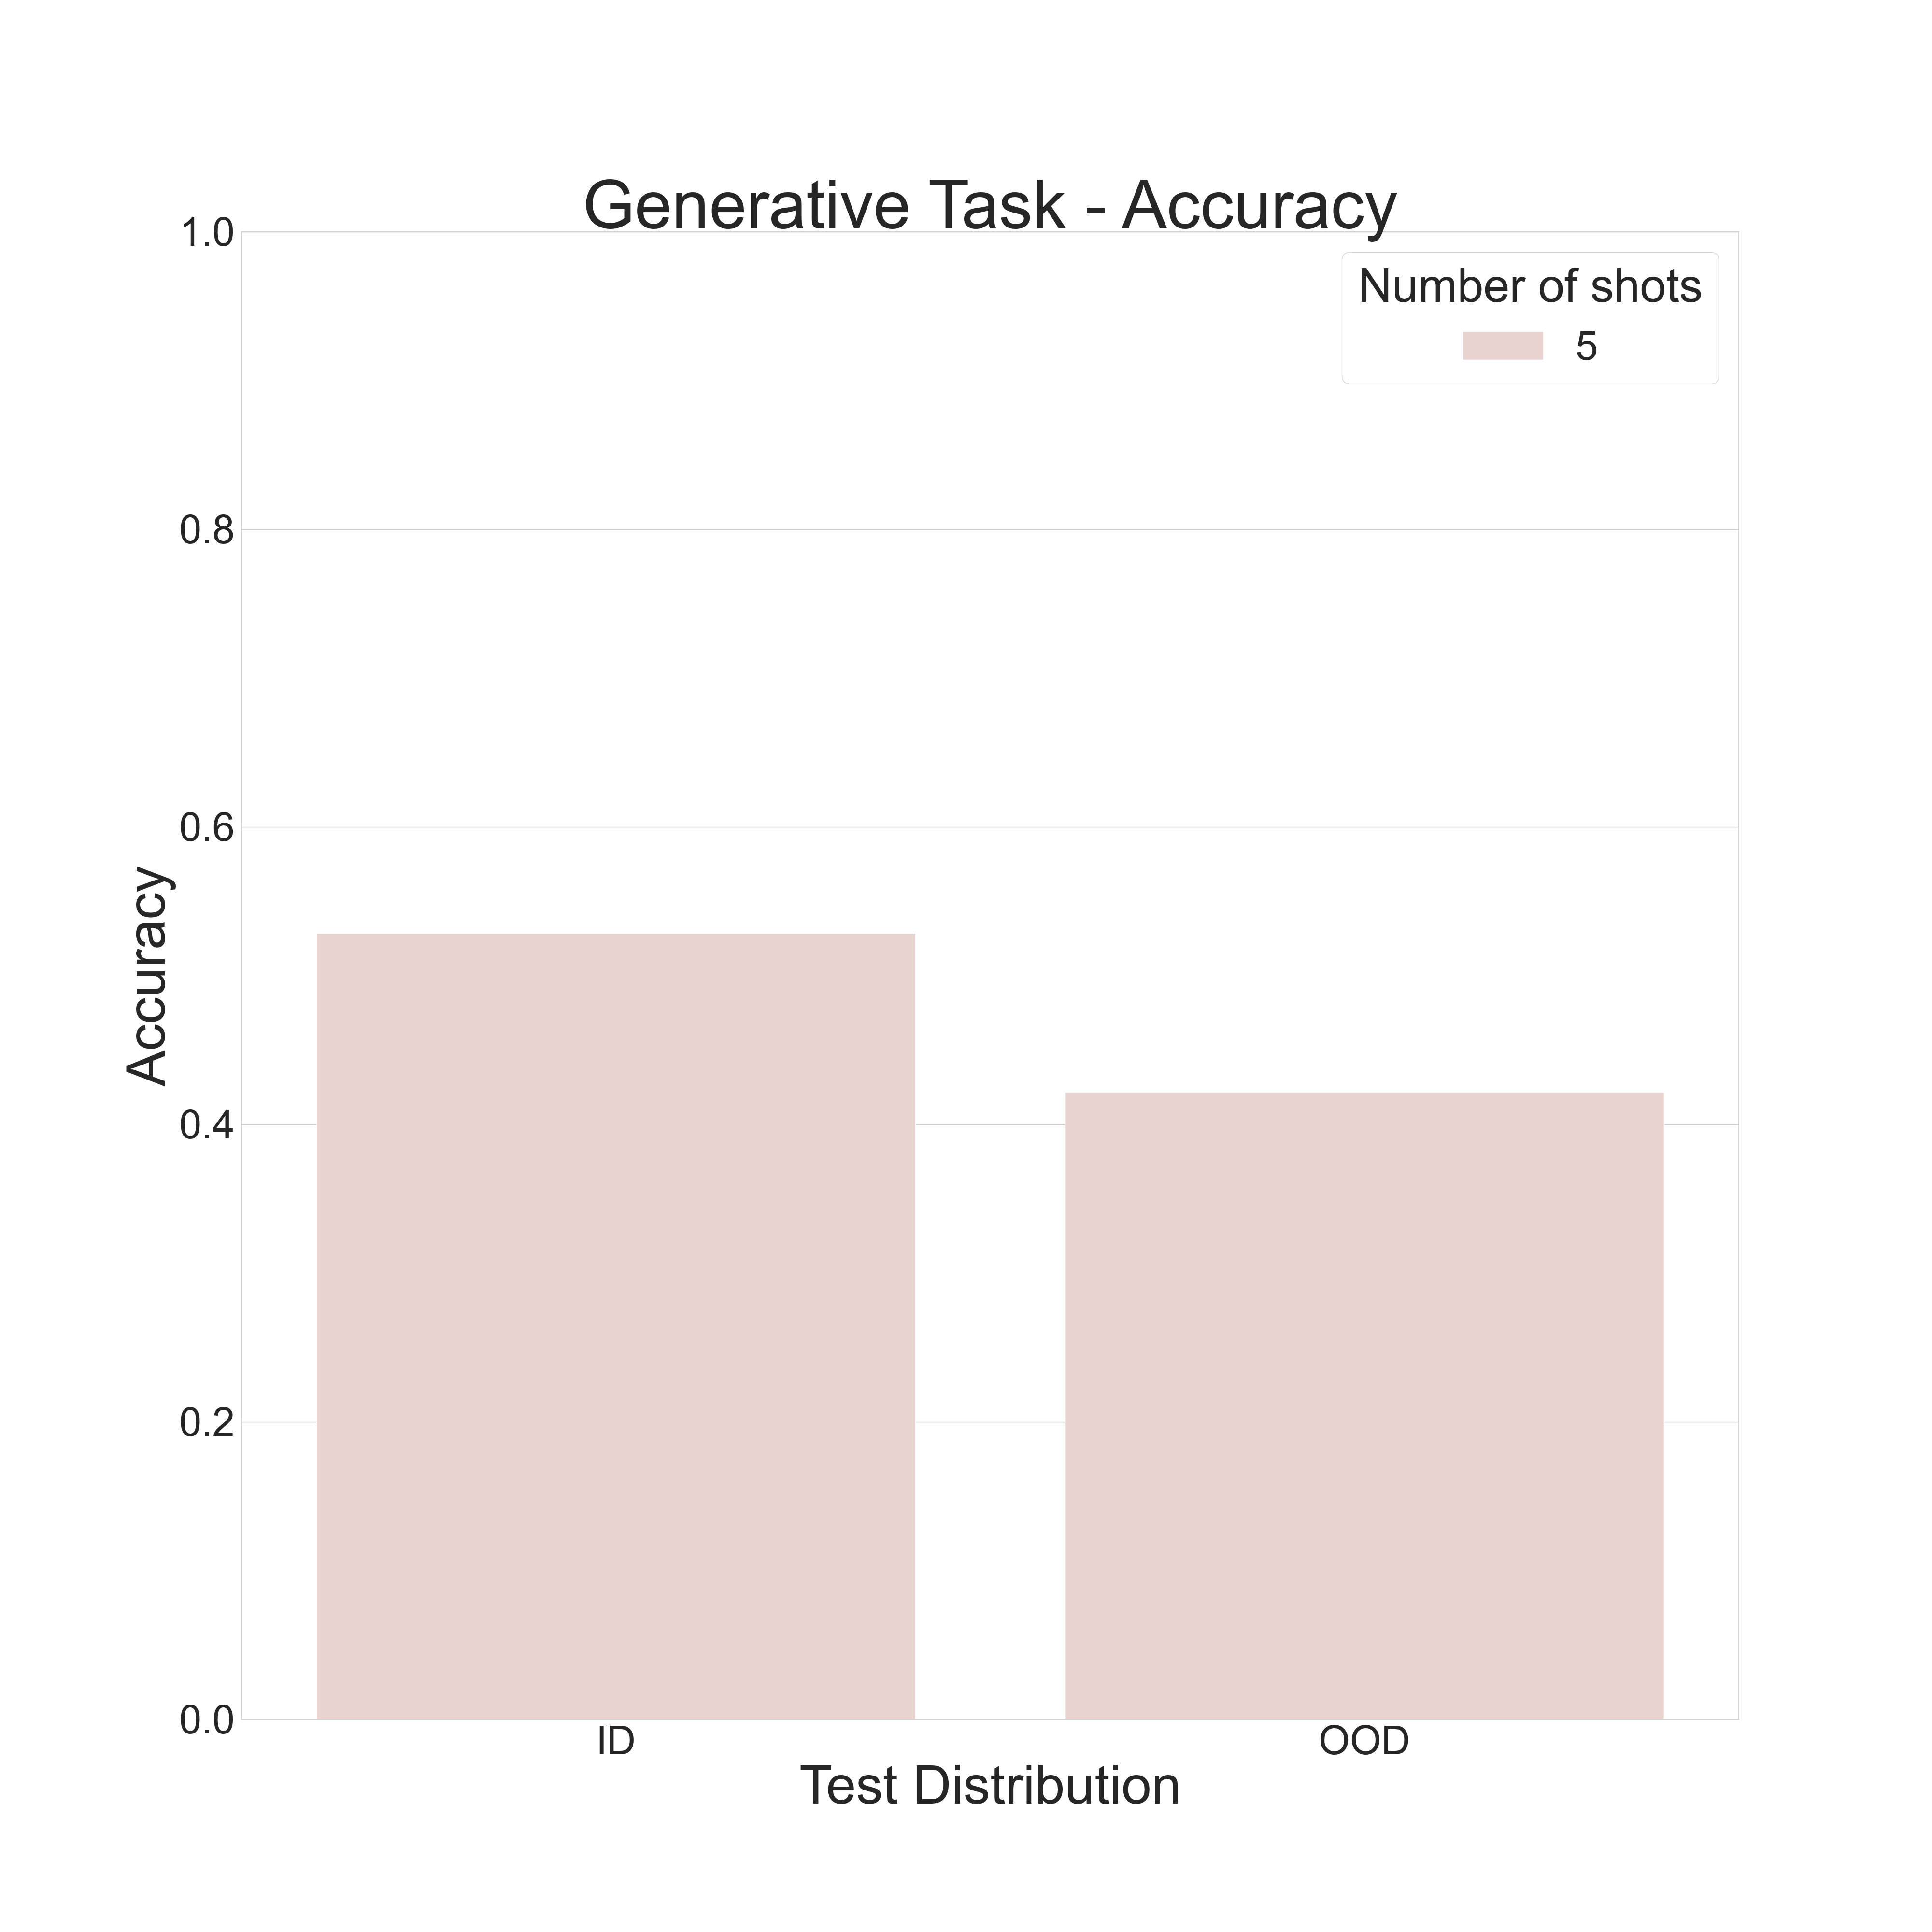 Generative Task - Accuracy
Number of shots
5
1.0
0.8
0.6
0.4
0.2
0.0
Accuracy
ID
OOD
Test Distribution